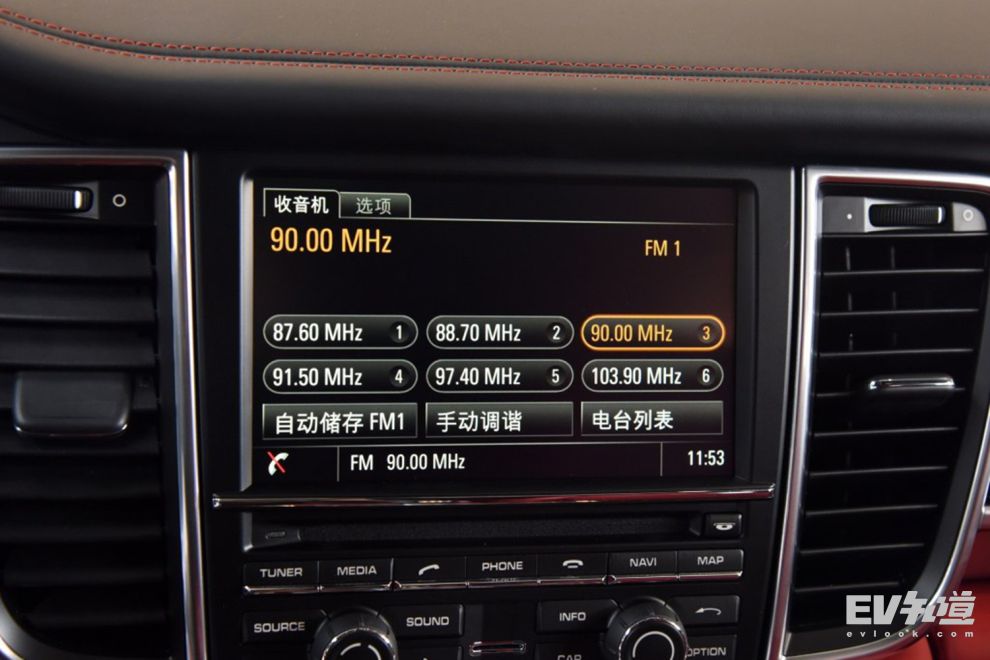 收音机 选项
90.00 MHz FM 1
87.60 MHz 1 88.70 MHz 2 90.00 MHz 3
91.50 MHz 4 97.40 MHz 5 103.90 MHz 6
自动储存 FM1 手动调谐 电台列表
FM 90.00 MHz 11:53
TUNER MEDIA PHONE NAVI MAP
SOURCE SOUND INFO
CAR OPTION
EV知道
evlook.com